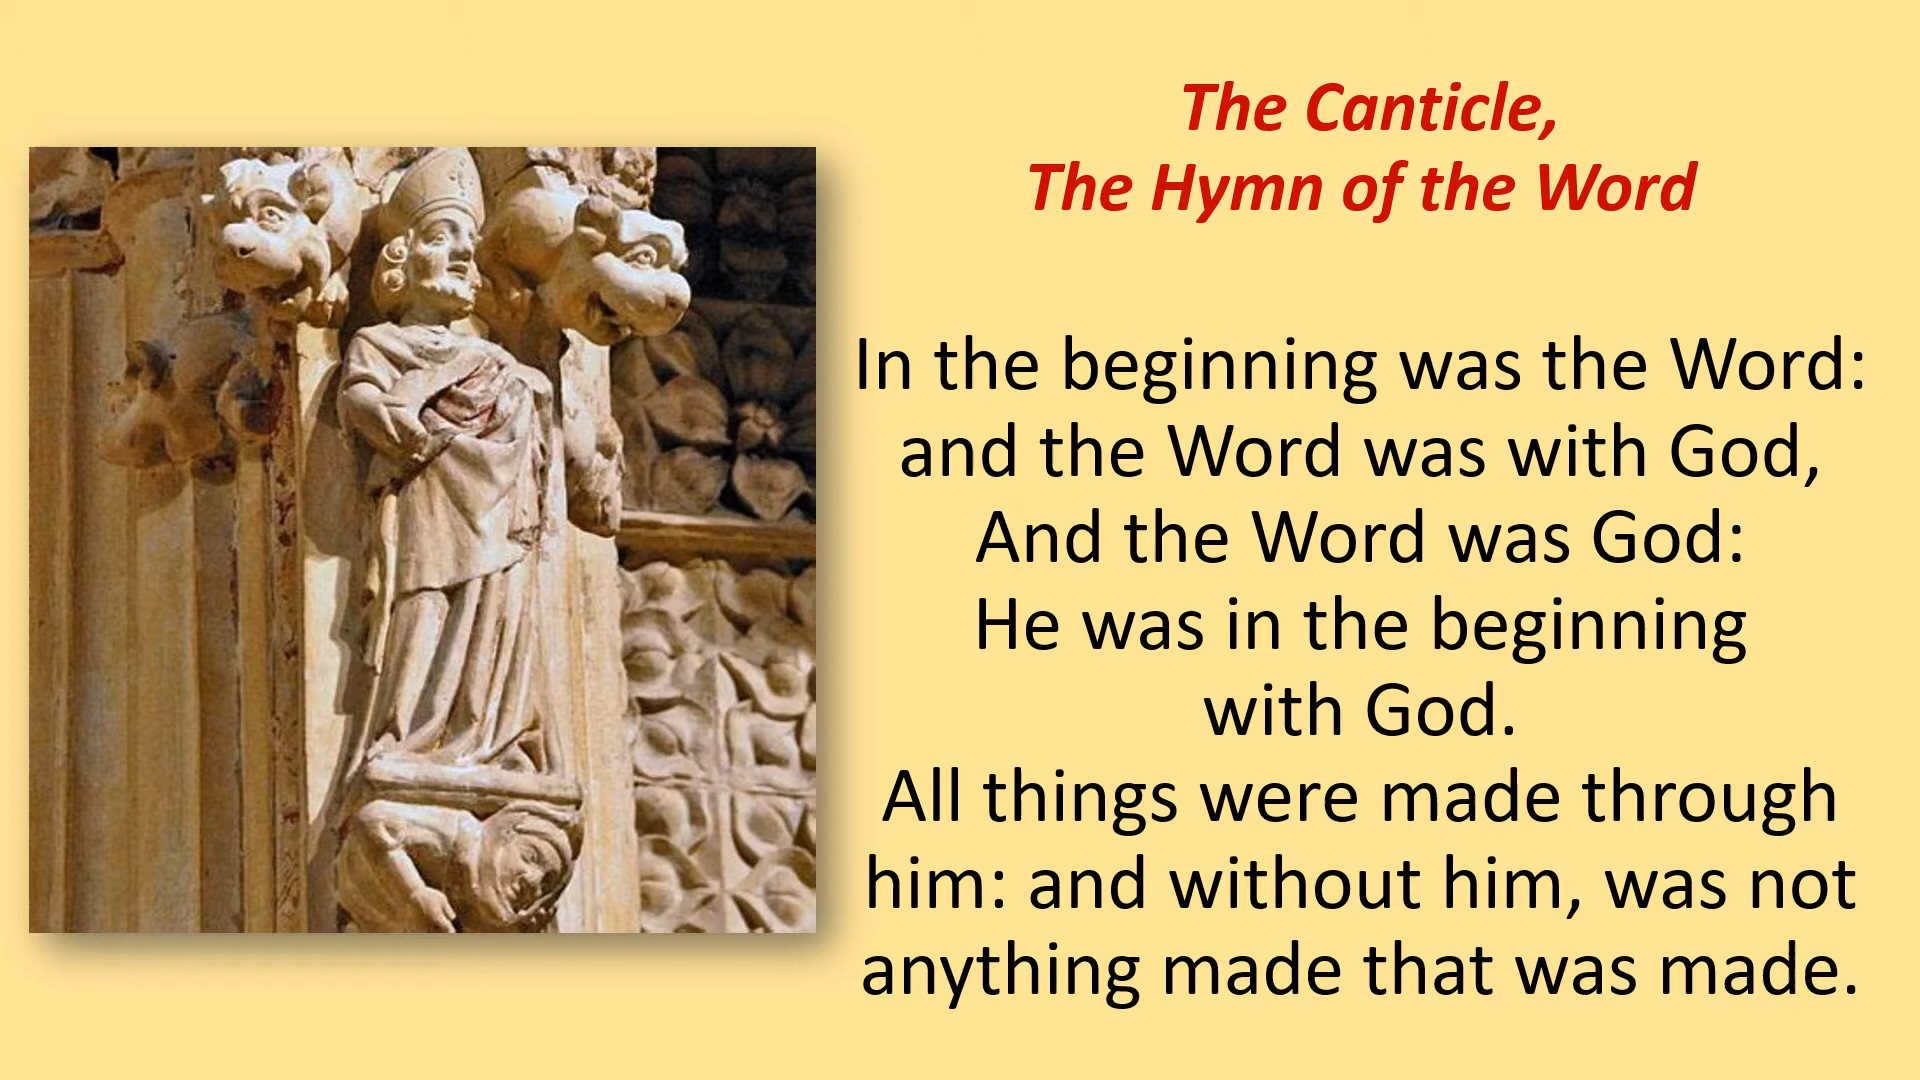 The Canticle,
The Hymn of the Word
In the beginning was the Word:
and the Word was with God,
And the Word was God:
He was in the beginning
with God.
All things were made through
him: and without him, was not
anything made that was made.